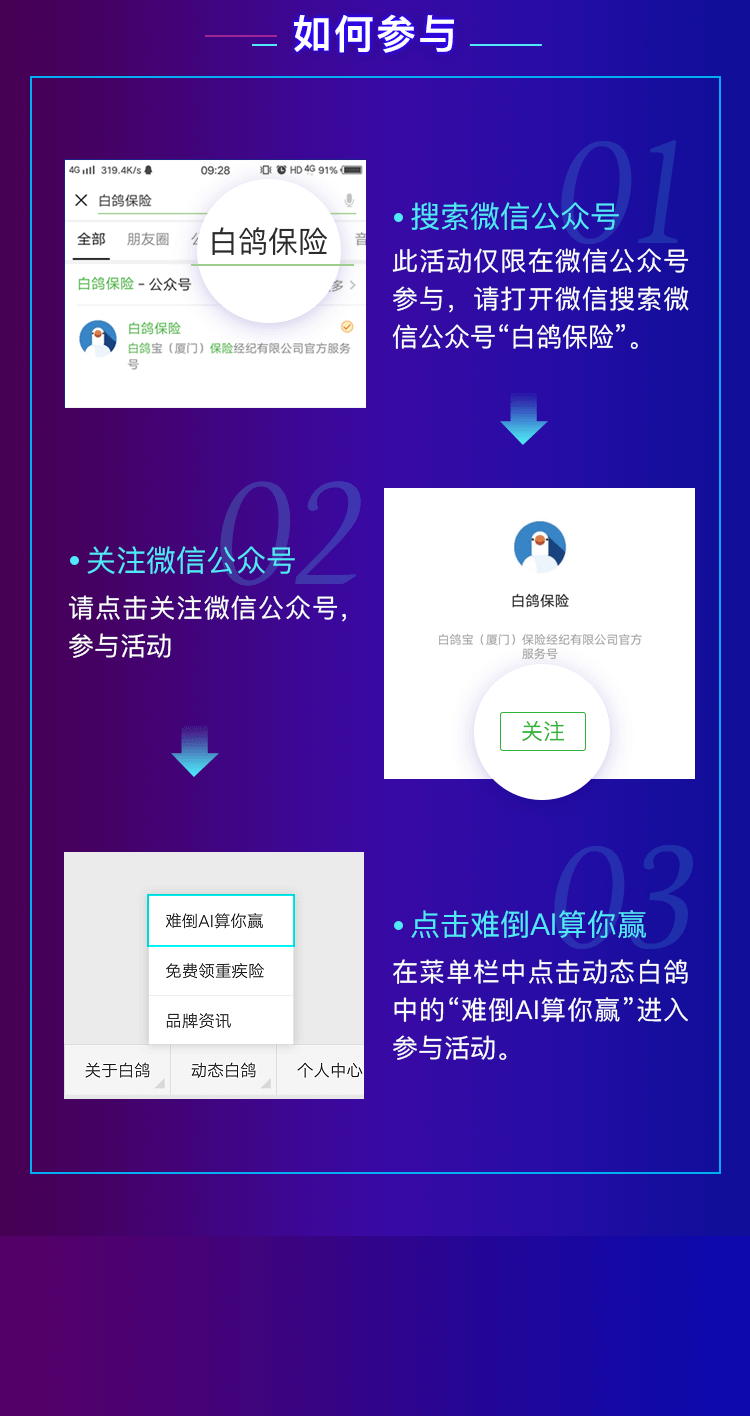 如何参与
01
4G 319.4K/s 09:28 HD 4G 91%
白鸽保险
全部 朋友圈 音
白鸽保险
白鸽保险 - 公众号 多
白鸽保险
白鸽宝（厦门）保险经纪有限公司官方服务
号
• 搜索微信公众号
此活动仅限在微信公众号
参与，请打开微信搜索微
信公众号“白鸽保险”。
02
• 关注微信公众号
请点击关注微信公众号，
参与活动
白鸽保险
白鸽宝（厦门）保险经纪有限公司官方
服务号
关注
03
难倒AI算你赢
免费领重疾险
品牌资讯
关于白鸽 动态白鸽 个人中心
• 点击难倒AI算你赢
在菜单栏中点击动态白鸽
中的“难倒AI算你赢”进入
参与活动。